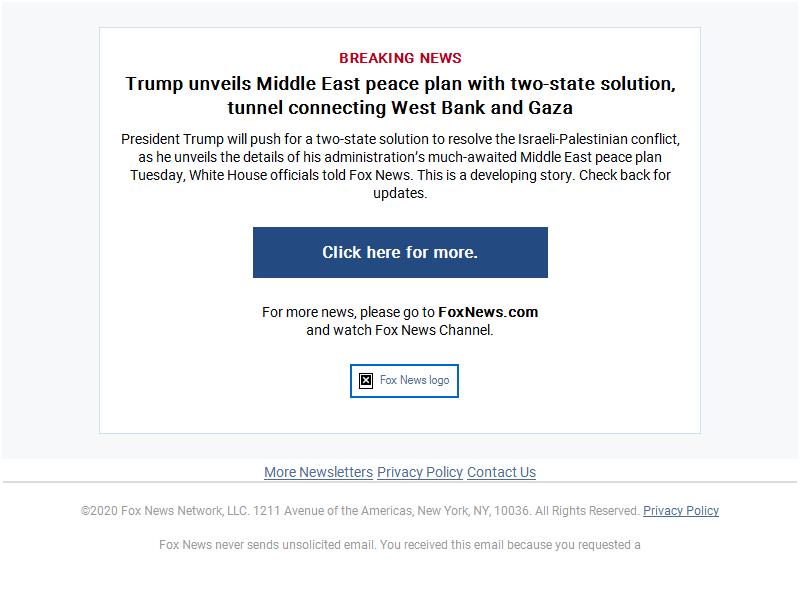 BREAKING NEWS
Trump unveils Middle East peace plan with two-state solution,
tunnel connecting West Bank and Gaza
President Trump will push for a two-state solution to resolve the Israeli-Palestinian conflict,
as he unveils the details of his administration’s much-awaited Middle East peace plan
Tuesday, White House officials told Fox News. This is a developing story. Check back for
updates.
Click here for more.
For more news, please go to FoxNews.com
and watch Fox News Channel.
Fox News logo
More Newsletters Privacy Policy Contact Us
©2020 Fox News Network, LLC. 1211 Avenue of the Americas, New York, NY, 10036. All Rights Reserved. Privacy Policy
Fox News never sends unsolicited email. You received this email because you requested a